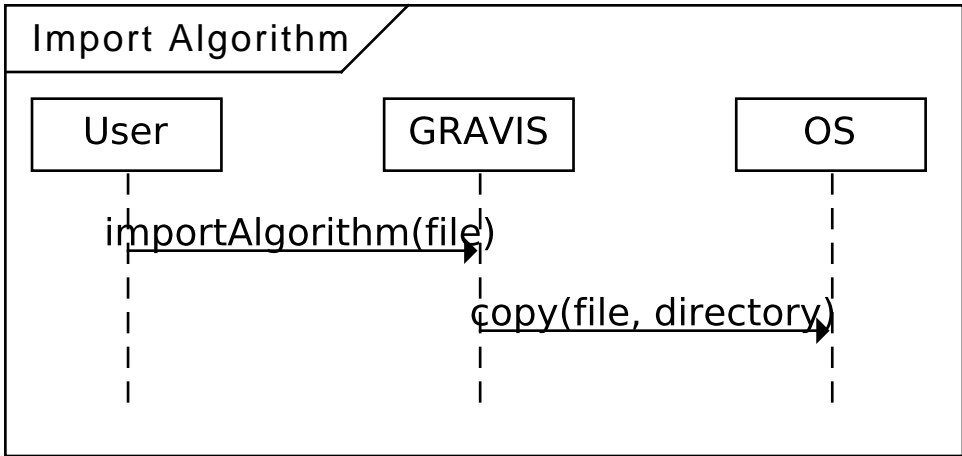 Import Algorithm
User
GRAVIS
OS
importAlgorithm(file)
copy(file, directory)